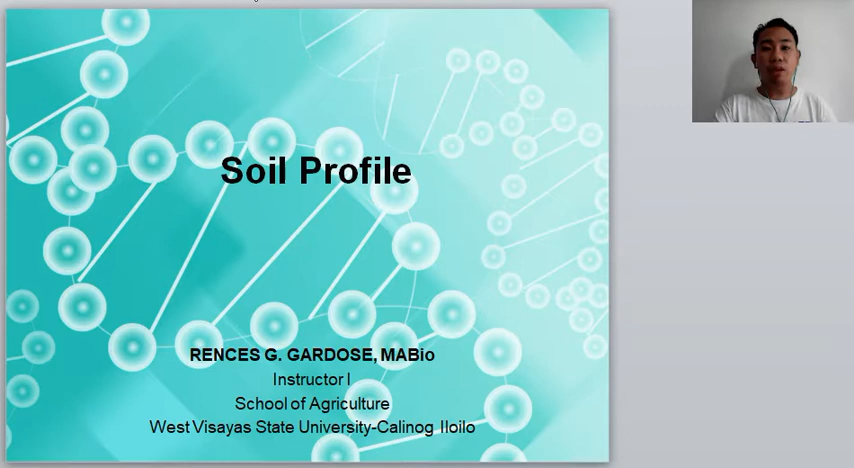 Soil Profile
RENCES G. GARDOSE, MABio
Instructor I
School of Agriculture
West Visayas State University-Calinog Iloilo